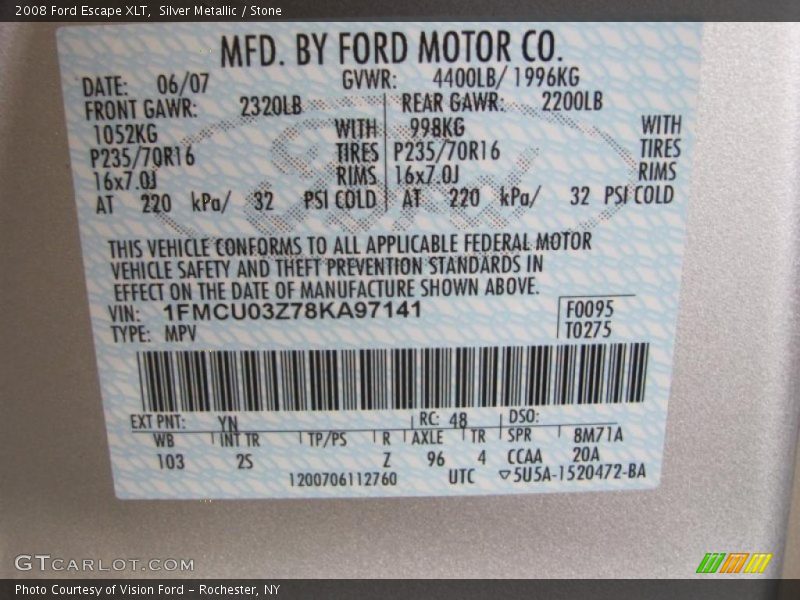 2008 Ford Escape XLT, Silver Metallic / Stone
MFD. BY FORD MOTOR CO.
DATE: 06/07 GVWR: 4400LB/ 1996KG
FRONT GAWR: 2320LB REAR GAWR: 2200LB
1052KG WITH 998KG WITH
P235/70R16 TIRES P235/70R16 TIRES
16x7.0J RIMS 16x7.0J RIMS
AT 220 kPa/ 32 PSI COLD AT 220 kPa/ 32 PSI COLD
THIS VEHICLE CONFORMS TO ALL APPLICABLE FEDERAL MOTOR
VEHICLE SAFETY AND THEFT PREVENTION STANDARDS IN
EFFECT ON THE DATE OF MANUFACTURE SHOWN ABOVE.
VIN: 1FMCU03Z78KA97141 F0095
TYPE: MPV T0275
EXT PNT: YN RC: 48 DSO:
WB INT TR TP/PS R AXLE TR SPR 8M71A
103 2S Z 96 4 CCAA 20A
1200706112760 UTC ▽5U5A-1520472-BA
GTCARLOT.COM
Photo Courtesy of Vision Ford – Rochester, NY